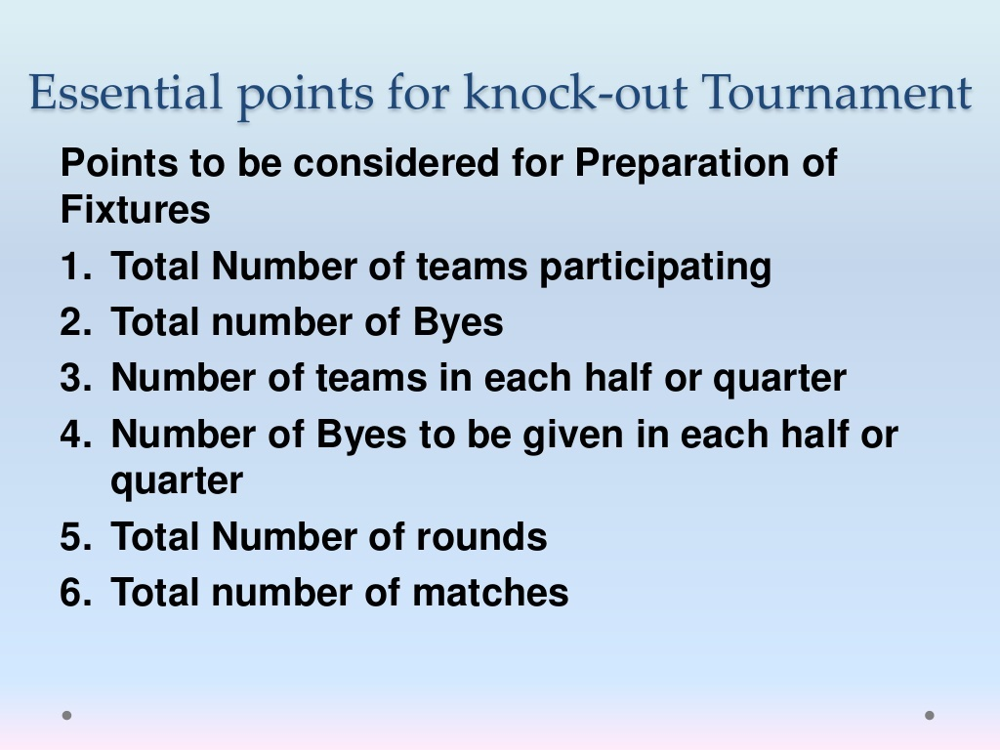 Essential points for knock-out Tournament
Points to be considered for Preparation of
Fixtures
1. Total Number of teams participating
2. Total number of Byes
3. Number of teams in each half or quarter
4. Number of Byes to be given in each half or
quarter
5. Total Number of rounds
6. Total number of matches